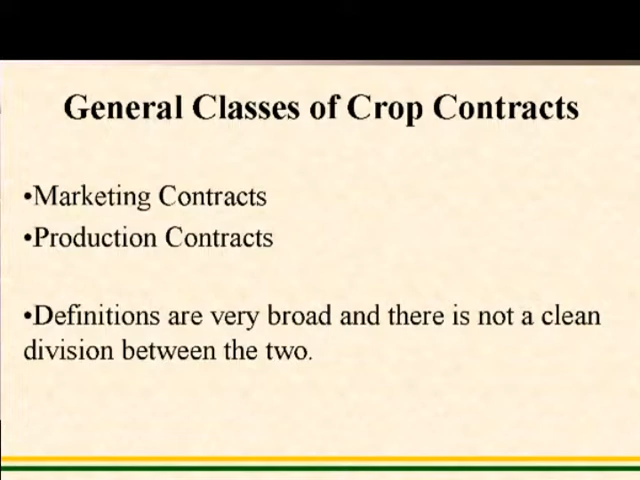 General Classes of Crop Contracts
•Marketing Contracts
•Production Contracts
•Definitions are very broad and there is not a clean
division between the two.